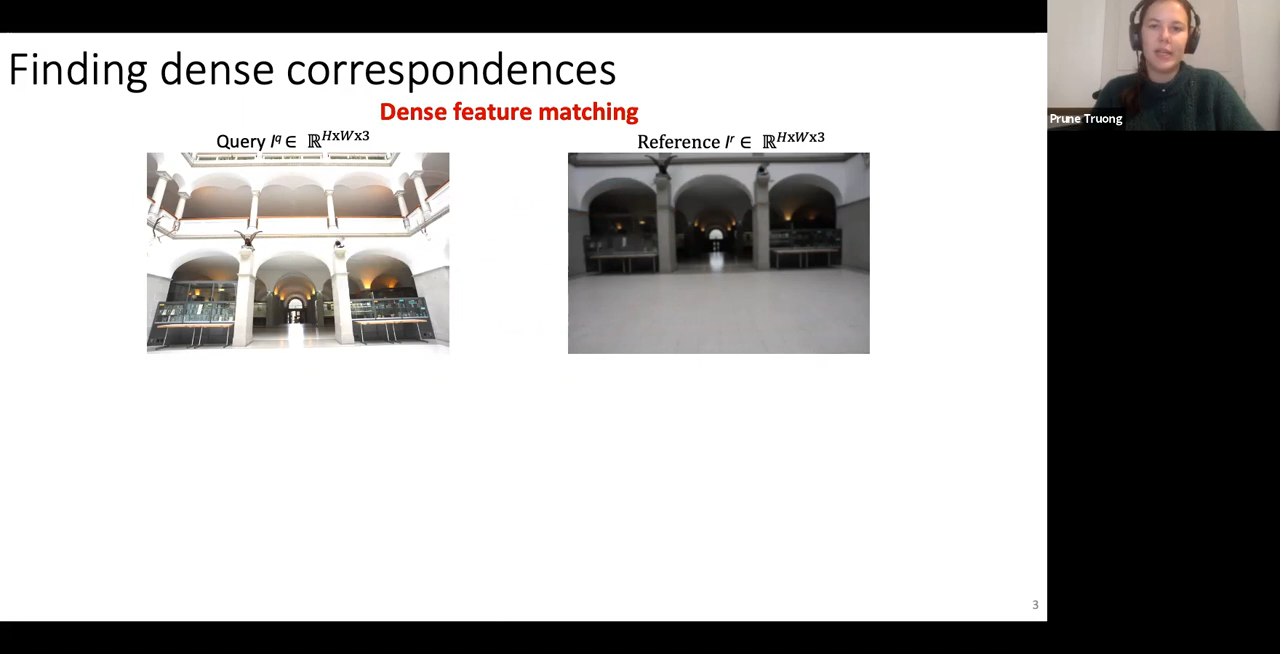 Finding dense correspondences
Dense feature matching
Query I^q ∈ ℝ^HxWx3
Reference I^r ∈ ℝ^HxWx3
Prune Truong
3